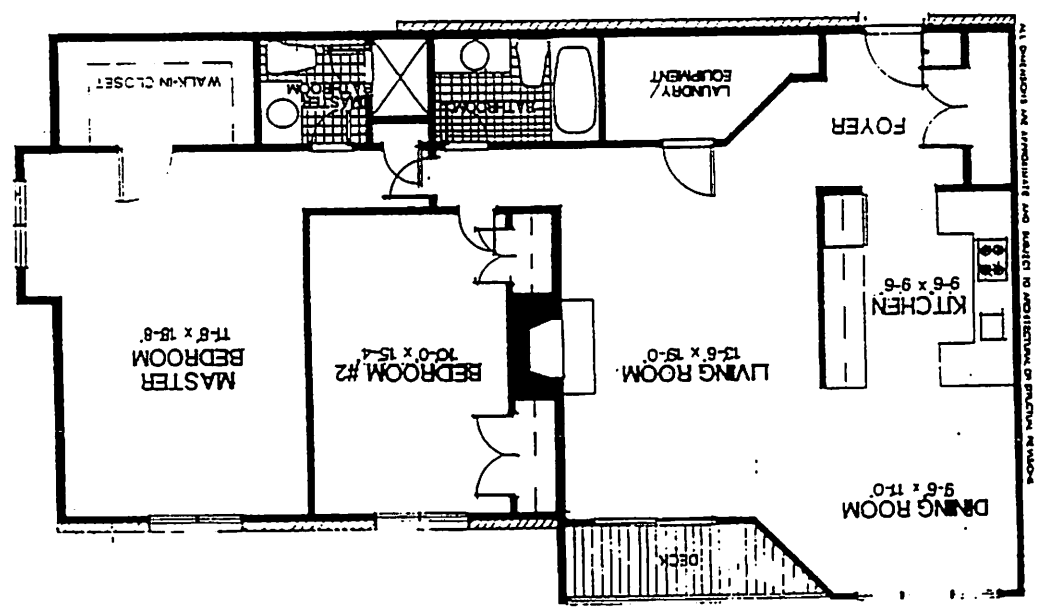 DECK
DINING ROOM
9-6" x 11-0"
LIVING ROOM
13-6" x 19-0"
BEDROOM #2
10-0" x 15-4"
MASTER
BEDROOM
11-8" x 18-8"
KITCHEN
9-6" x 9-6"
FOYER
LAUNDRY/
EQUIPMENT
BATHROOM
MASTER
BATHROOM
WALK-IN CLOSET
ALL DIMENSIONS ARE APPROXIMATE AND SUBJECT TO ARCHITECTURAL OR STRUCTURAL REVISIONS